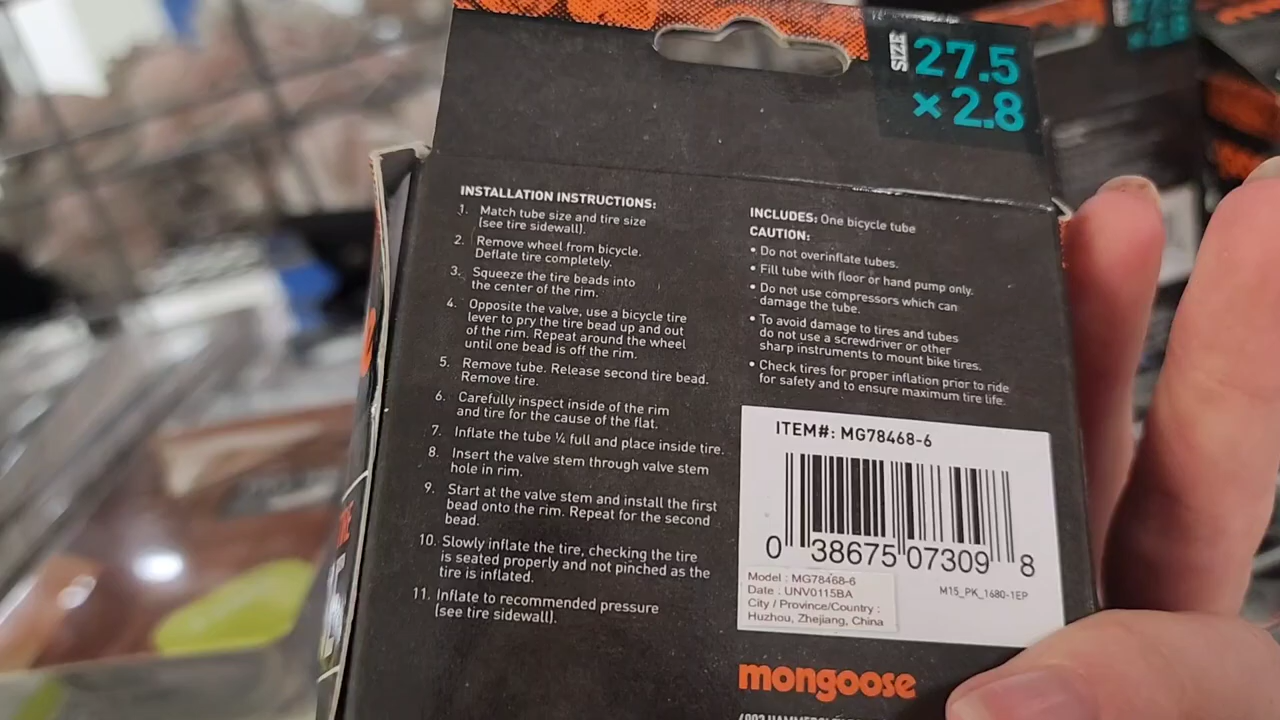 SIZE
27.5
× 2.8
INSTALLATION INSTRUCTIONS:
1. Match tube size and tire size
(see tire sidewall).
2. Remove wheel from bicycle.
Deflate tire completely.
3. Squeeze the tire beads into
the center of the rim.
4. Opposite the valve, use a bicycle tire
lever to pry the tire bead up and out
of the rim. Repeat around the wheel
until one bead is off the rim.
5. Remove tube. Release second tire bead.
Remove tire.
6. Carefully inspect inside of the rim
and tire for the cause of the flat.
7. Inflate the tube ¼ full and place inside tire.
8. Insert the valve stem through valve stem
hole in rim.
9. Start at the valve stem and install the first
bead onto the rim. Repeat for the second
bead.
10. Slowly inflate the tire, checking the tire
is seated properly and not pinched as the
tire is inflated.
11. Inflate to recommended pressure
(see tire sidewall).
INCLUDES: One bicycle tube
CAUTION:
• Do not overinflate tubes.
• Fill tube with floor or hand pump only.
• Do not use compressors which can
damage the tube.
• To avoid damage to tires and tubes
do not use a screwdriver or other
sharp instruments to mount bike tires.
• Check tires for proper inflation prior to ride
for safety and to ensure maximum tire life.
ITEM#: MG78468-6
0 38675 07309 8
Model : MG78468-6
Date : UNV0115BA
City / Province/Country :
Huzhou, Zhejiang, China
M15_PK_1680-1EP
mongoose